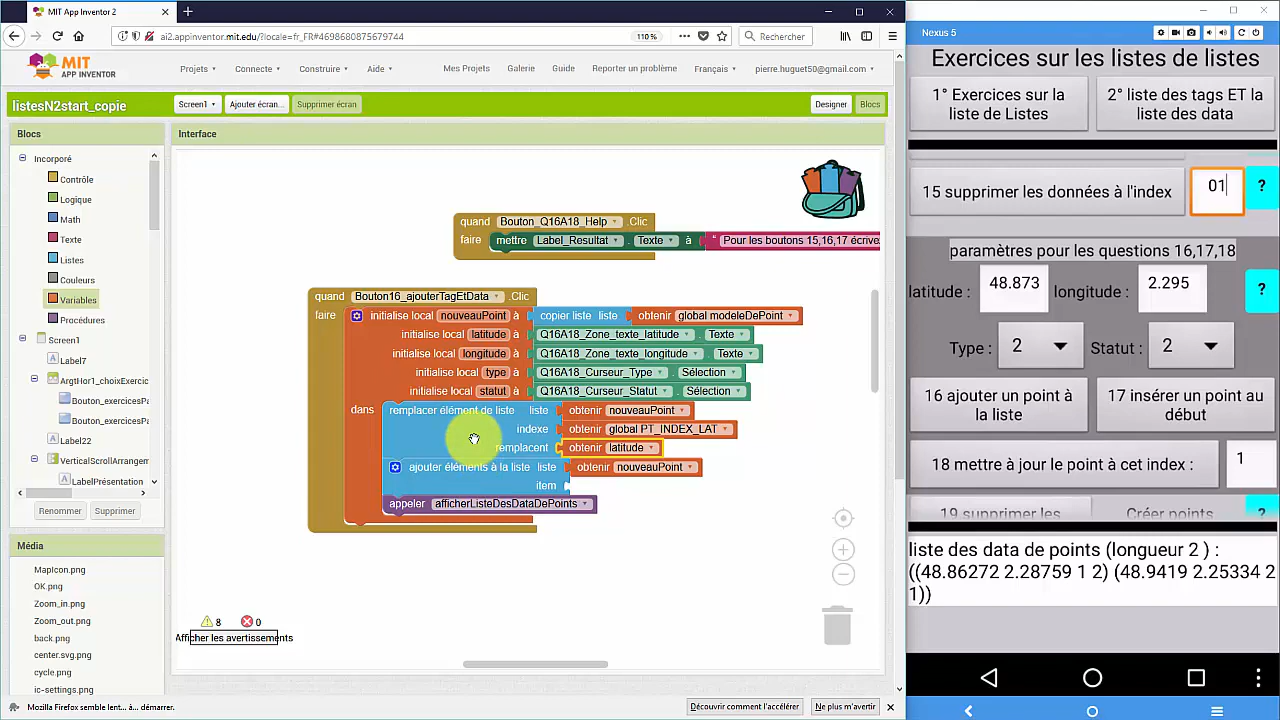 MIT App Inventor 2
ai2.appinventor.mit.edu/?locale=fr_FR#4698680875679744
110 %
Rechercher
MIT
APP INVENTOR
Projets
Connecte
Construire
Aide
Mes Projets
Galerie
Guide
Reporter un problème
Français
pierre.huguet50@gmail.com
listesN2start_copie
Screen1
Ajouter écran...
Supprimer écran
Designer
Blocs
Blocs
Interface
Incorporé
Contrôle
Logique
Math
Texte
Listes
Couleurs
Variables
Procédures
Screen1
Label7
ArgtHor1_choixExercic
Bouton_exercicesPa
Bouton_exercicesPa
Label22
VerticalScrollArrangem
LabelPrésentation
Renommer
Supprimer
Média
MapIcon.png
OK.png
Zoom_in.png
Zoom_out.png
back.png
center.svg.png
cycle.png
ic-settings.png
quand Bouton_Q16A18_Help .Clic
faire mettre Label_Resultat . Texte à " Pour les boutons 15,16,17 écrive
quand Bouton16_ajouterTagEtData .Clic
faire initialise local nouveauPoint à copier liste liste obtenir global modeleDePoint
initialise local latitude à Q16A18_Zone_texte_latitude . Texte
initialise local longitude à Q16A18_Zone_texte_longitude . Texte
initialise local type à Q16A18_Curseur_Type . Sélection
initialise local statut à Q16A18_Curseur_Statut . Sélection
dans remplacer élément de liste liste obtenir nouveauPoint
indexe obtenir global PT_INDEX_LAT
remplacent obtenir latitude
ajouter éléments à la liste liste obtenir nouveauPoint
item
appeler afficherListeDesDataDePoints
8 0
Afficher les avertissements
Mozilla Firefox semble lent... à... démarrer.
Découvrir comment l'accélérer
Ne plus m'avertir
Nexus 5
Exercices sur les listes de listes
1° Exercices sur la
liste de Listes
2° liste des tags ET la
liste des data
15 supprimer les données à l'index
01
?
paramètres pour les questions 16,17,18
latitude :
48.873
longitude :
2.295
?
Type :
2
Statut :
2
16 ajouter un point à
la liste
17 insérer un point au
début
18 mettre à jour le point à cet index :
1
19 supprimer les
Créer points
liste des data de points (longueur 2 ) :
((48.86272 2.28759 1 2) (48.9419 2.25334 2
1))